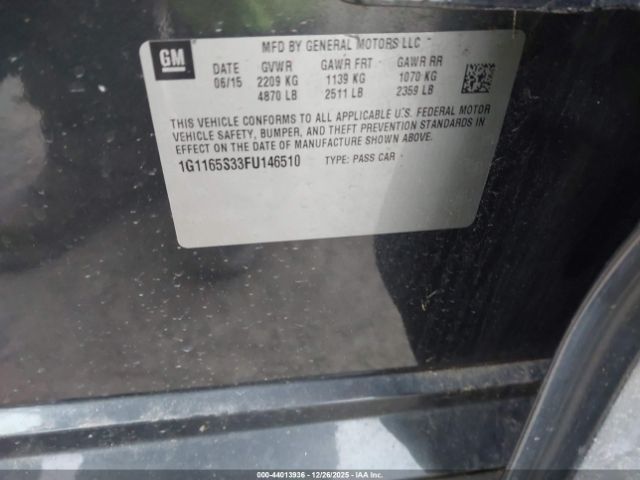 GM
MFD BY GENERAL MOTORS LLC
DATE GVWR GAWR FRT GAWR RR
06/15 2209 KG 1139 KG 1070 KG
4870 LB 2511 LB 2359 LB
THIS VEHICLE CONFORMS TO ALL APPLICABLE U.S. FEDERAL MOTOR
VEHICLE SAFETY, BUMPER, AND THEFT PREVENTION STANDARDS IN
EFFECT ON THE DATE OF MANUFACTURE SHOWN ABOVE.
1G1165S33FU146510 TYPE: PASS CAR
000-44013936 - 12/26/2025 - IAAI COPART